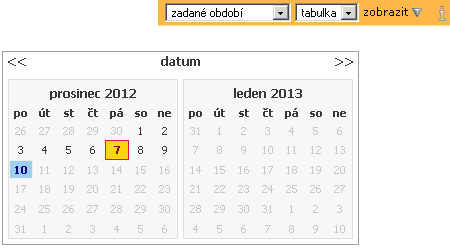 zadané období tabulka zobrazit
<< datum >>
prosinec 2012 leden 2013
po út st čt pá so ne po út st čt pá so ne
26 27 28 29 30 1 2 31 1 2 3 4 5 6
3 4 5 6 7 8 9 7 8 9 10 11 12 13
10 11 12 13 14 15 16 14 15 16 17 18 19 20
17 18 19 20 21 22 23 21 22 23 24 25 26 27
24 25 26 27 28 29 30 28 29 30 31 1 2 3
31 1 2 3 4 5 6 4 5 6 7 8 9 10